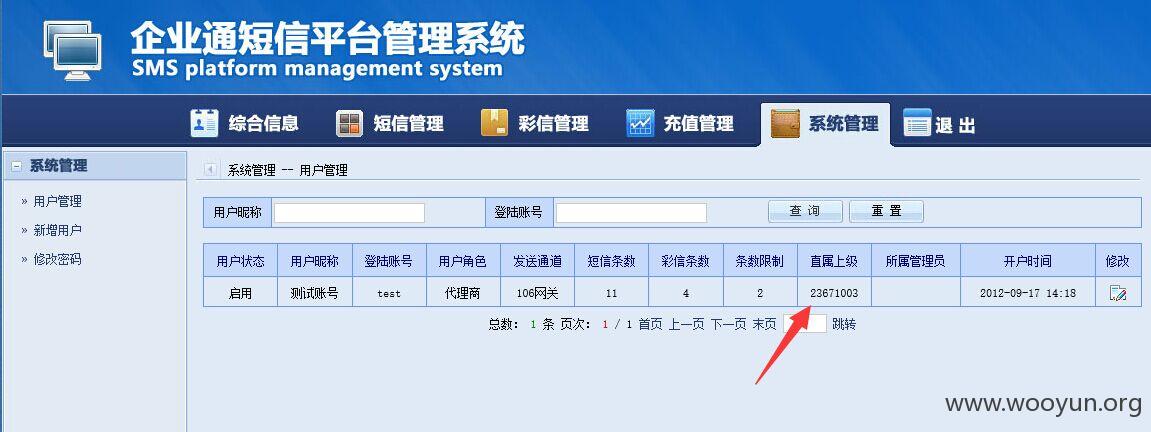 企业通短信平台管理系统
SMS platform management system
综合信息 短信管理 彩信管理 充值管理 系统管理 退 出
系统管理
系统管理 -- 用户管理
» 用户管理
» 新增用户
» 修改密码
用户昵称 登陆账号 查 询 重 置
用户状态 用户昵称 登陆账号 用户角色 发送通道 短信条数 彩信条数 条数限制 直属上级 所属管理员 开户时间 修改
启用 测试账号 test 代理商 106网关 11 4 2 23671003 2012-09-17 14:18
总数： 1 条 页次： 1 / 1 首页 上一页 下一页 末页 跳转
www.wooyun.org